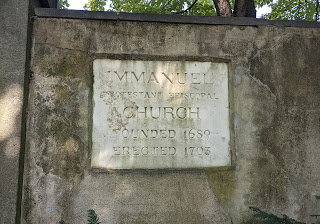 IMMANUEL
PROTESTANT EPISCOPAL
CHURCH
FOUNDED 1689
ERECTED 1703